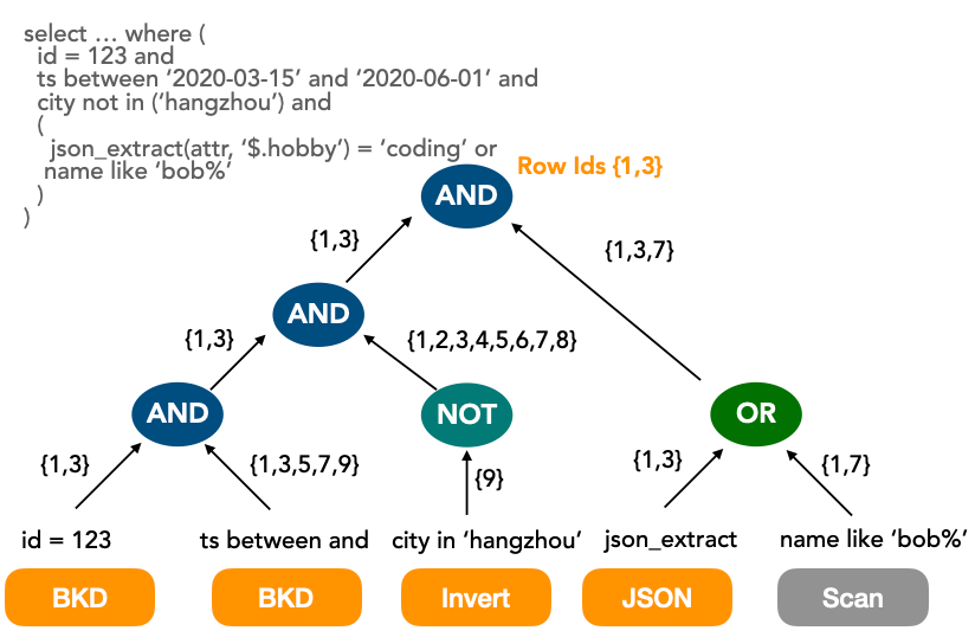 select … where (
id = 123 and
ts between ‘2020-03-15’ and ‘2020-06-01’ and
city not in (‘hangzhou’) and
(
json_extract(attr, ‘$.hobby’) = ‘coding’ or
name like ‘bob%’
)
)
Row Ids {1,3}
AND
{1,3}
{1,3,7}
AND
{1,3}
{1,2,3,4,5,6,7,8}
AND
NOT
OR
{1,3}
{1,3,5,7,9}
{9}
{1,3}
{1,7}
id = 123
ts between and
city in ‘hangzhou’
json_extract
name like ‘bob%’
BKD
BKD
Invert
JSON
Scan